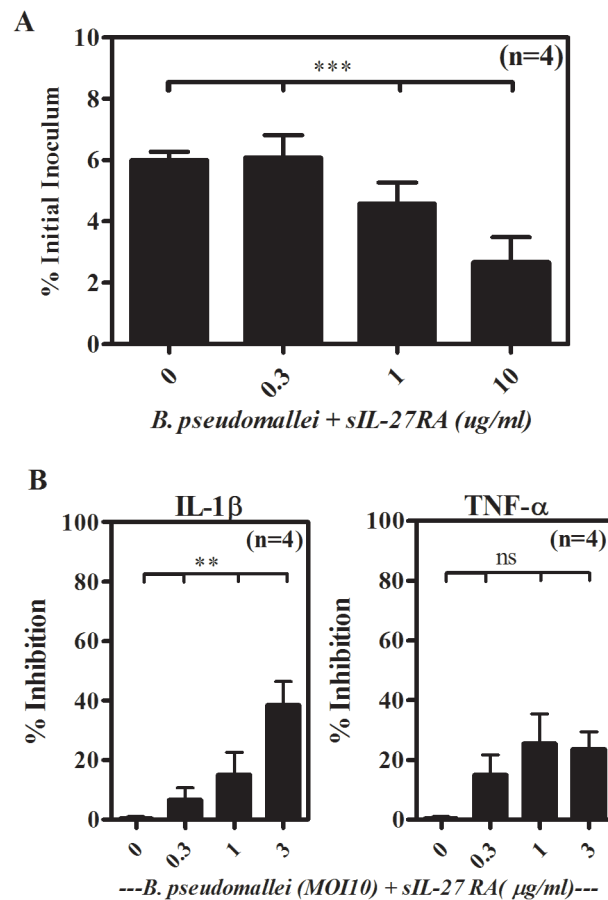 A
10
(n=4)
***
8
6
4
2
0
% Initial Inoculum
0
0.3
1
10
B. pseudomallei + sIL-27RA (ug/ml)
B
IL-1β
100
(n=4)
**
80
60
40
20
0
% Inhibition
0
0.3
1
3
TNF-α
100
(n=4)
ns
80
60
40
20
0
% Inhibition
0
0.3
1
3
---B. pseudomallei (MOI10) + sIL-27 RA( µg/ml)---